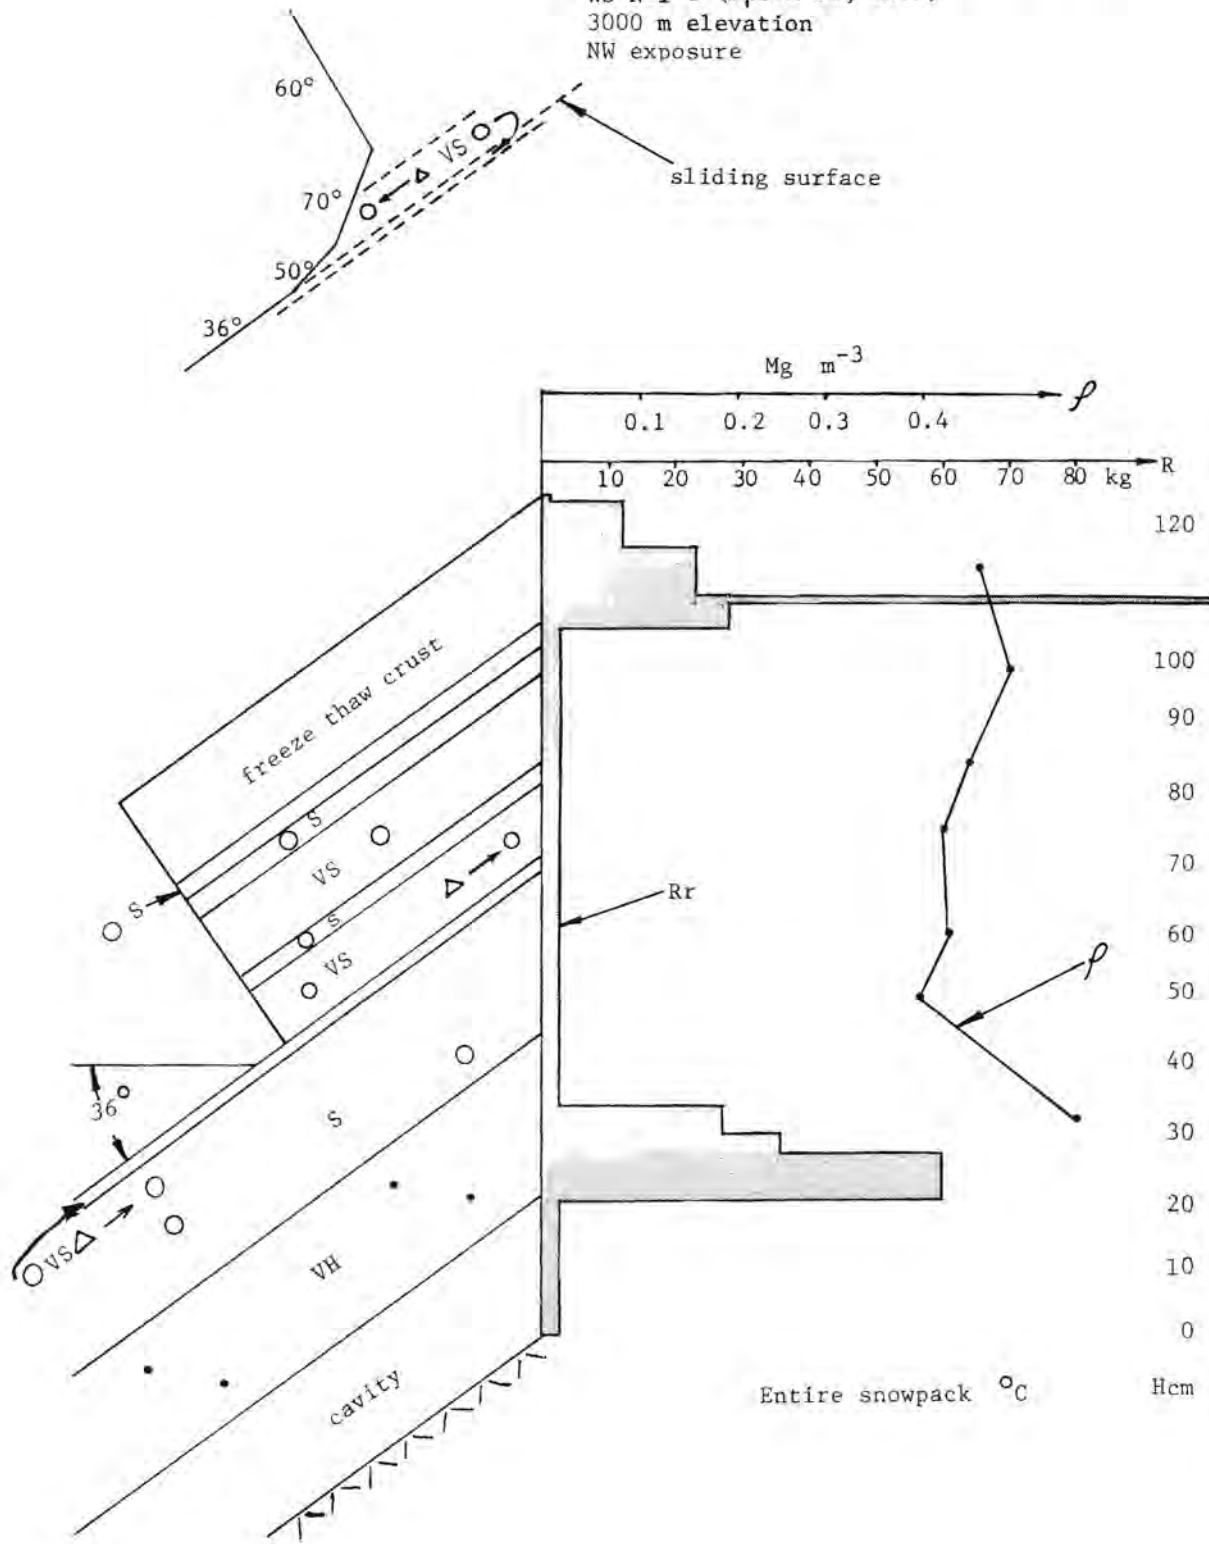 3000 m elevation
NW exposure
60°
VS
sliding surface
70°
50°
36°
Mg m⁻³
ρ
0.1 0.2 0.3 0.4
R
10 20 30 40 50 60 70 80 kg
120
freeze thaw crust
100
90
80
S
VS
70
Rr
S
S
60
VS
ρ
50
40
36°
S
30
20
VS
VH
10
0
cavity
Entire snowpack °C
Hcm